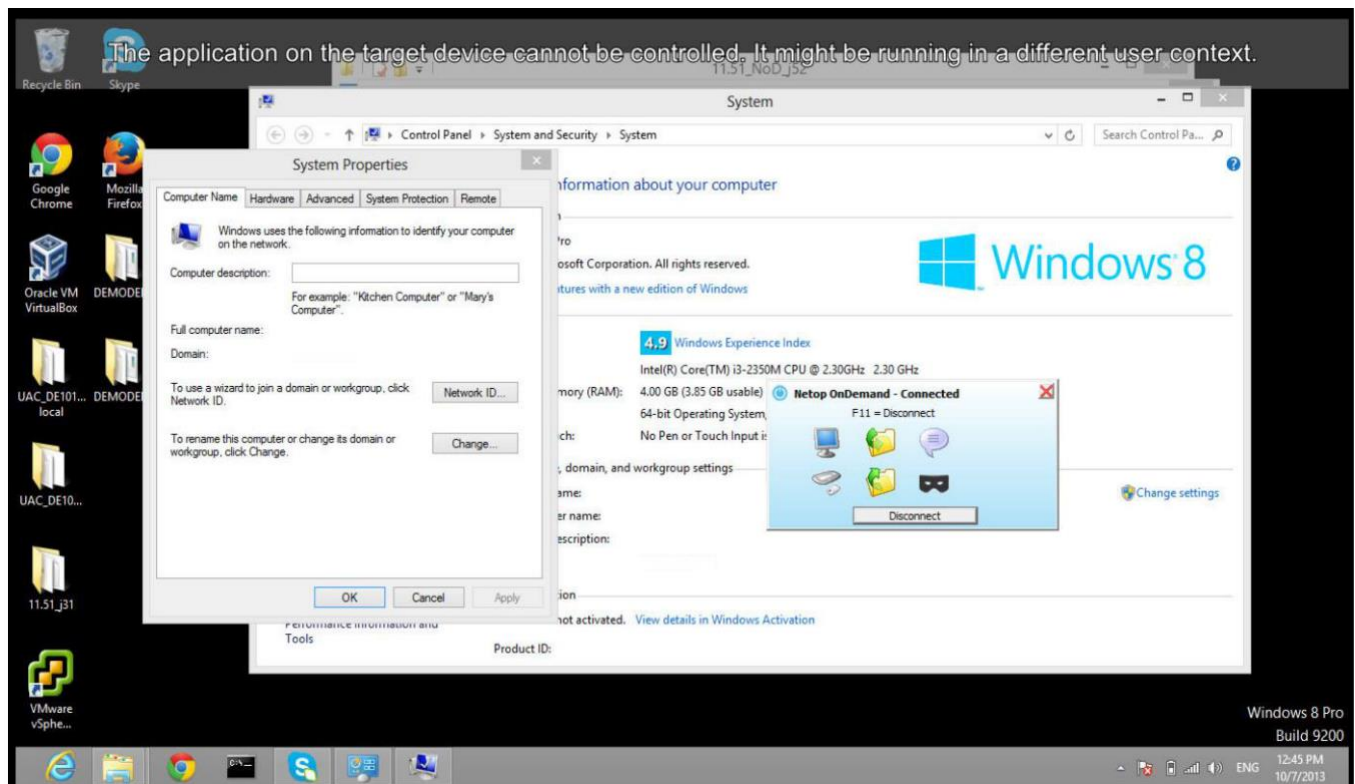 The application on the target device cannot be controlled. It might be running in a different user context.
Recycle Bin
Skype
11.51_NoD_j52
System
Control Panel ▸ System and Security ▸ System
Search Control Pa...
Google Chrome
Mozilla Firefox
System Properties
Computer Name
Hardware
Advanced
System Protection
Remote
Windows uses the following information to identify your computer
on the network.
Computer description:
For example: "Kitchen Computer" or "Mary's
Computer".
Full computer name:
Domain:
To use a wizard to join a domain or workgroup, click
Network ID.
Network ID...
To rename this computer or change its domain or
workgroup, click Change.
Change...
OK
Cancel
Apply
nformation about your computer
ro
osoft Corporation. All rights reserved.
tures with a new edition of Windows
Windows 8
4.9 Windows Experience Index
Intel(R) Core(TM) i3-2350M CPU @ 2.30GHz 2.30 GHz
mory (RAM):
4.00 GB (3.85 GB usable)
64-bit Operating System,
ch:
No Pen or Touch Input is
Netop OnDemand - Connected
F11 = Disconnect
Disconnect
, domain, and workgroup settings
ame:
er name:
escription:
Change settings
ion
not activated. View details in Windows Activation
Performance Information and
Tools
Product ID:
Oracle VM
VirtualBox
DEMODE
UAC_DE101...
local
DEMODE
UAC_DE10...
11.51_j31
VMware
vSphe...
Windows 8 Pro
Build 9200
ENG
12:45 PM
10/7/2013